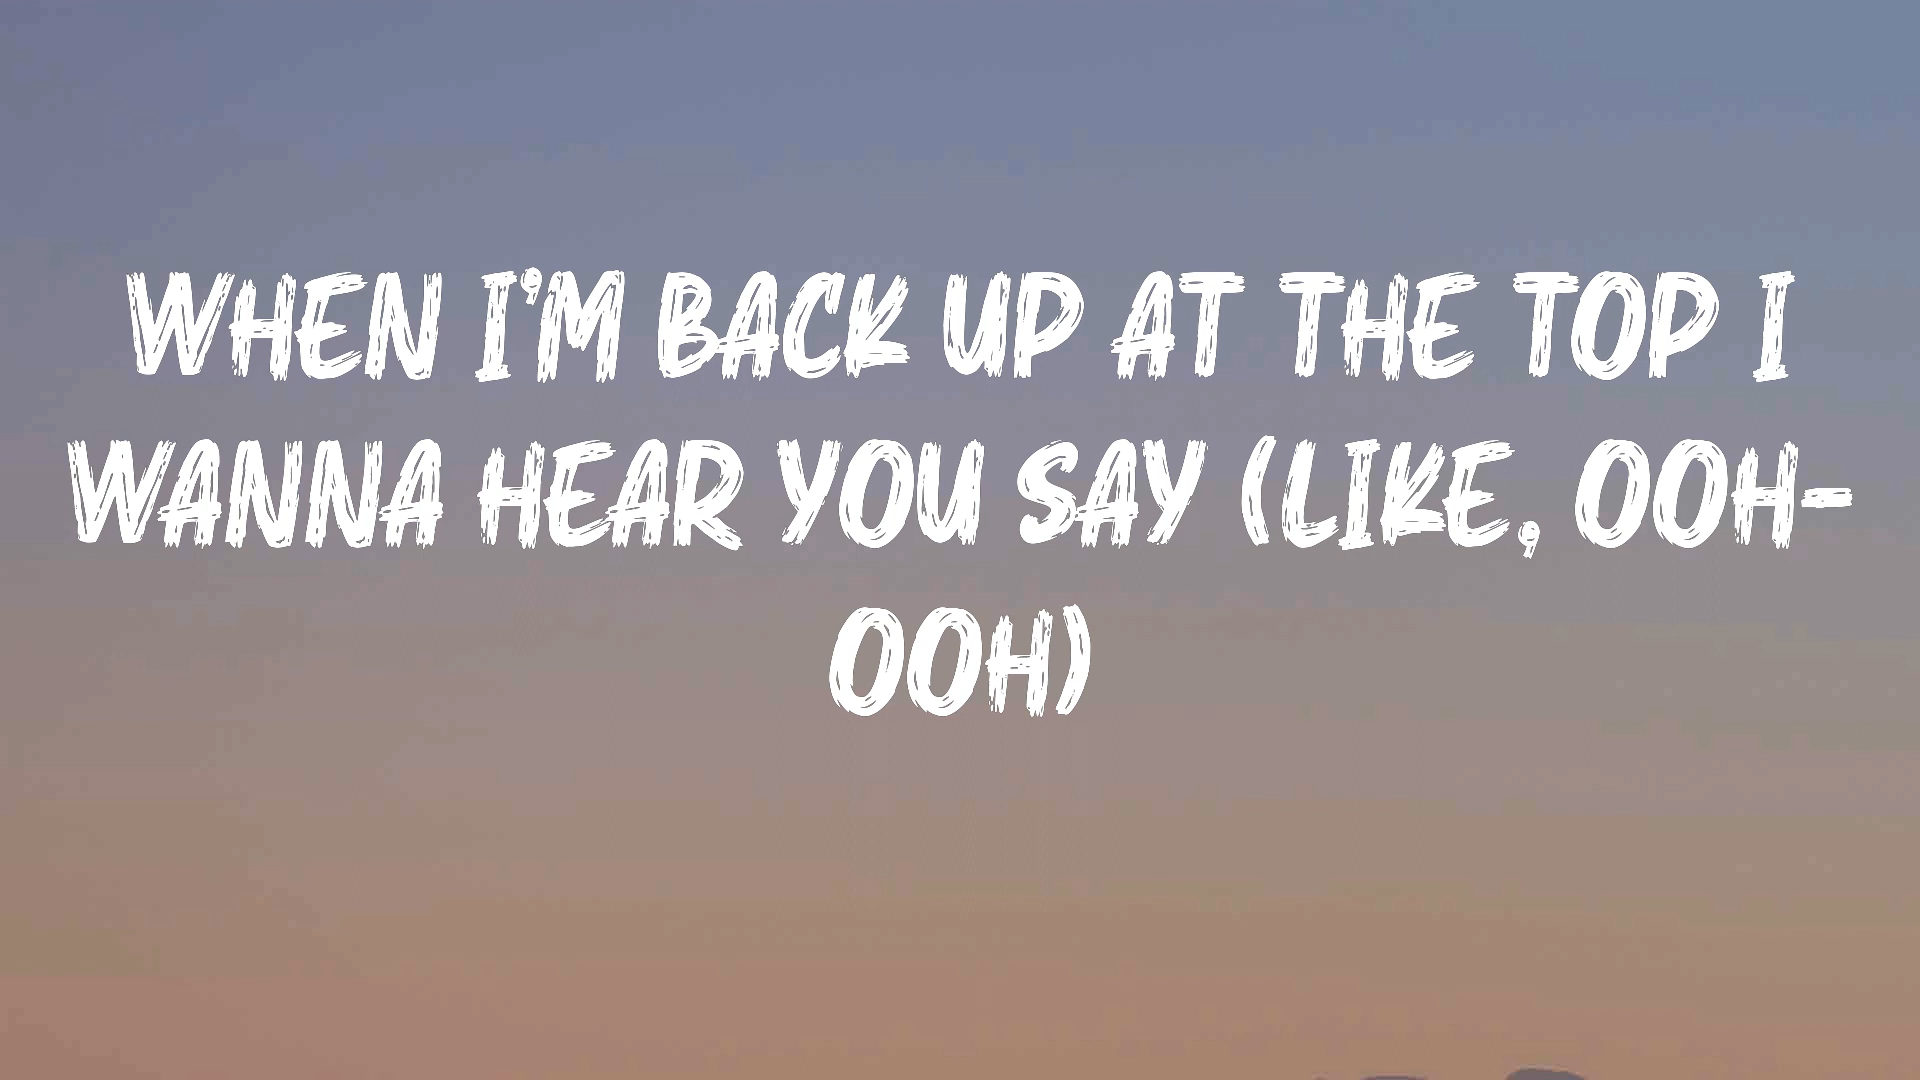 WHEN I'M BACK UP AT THE TOP I
WANNA HEAR YOU SAY (LIKE, OOH-
OOH)